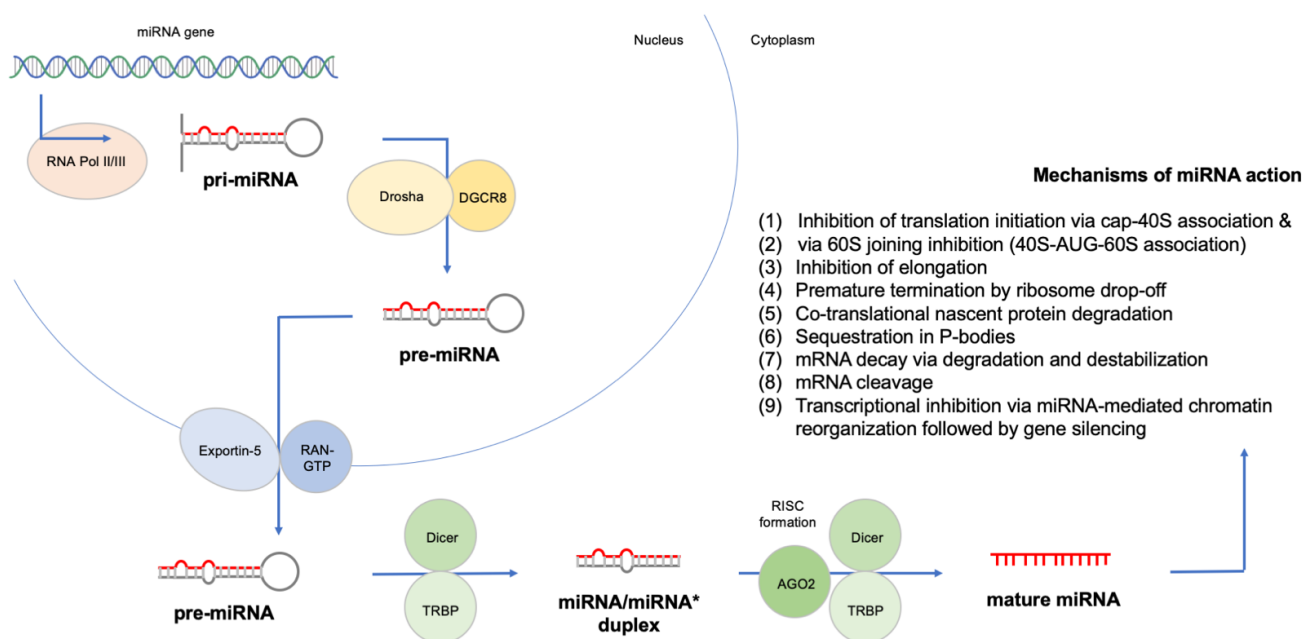 miRNA gene
Nucleus
Cytoplasm
RNA Pol II/III
pri-miRNA
Drosha
DGCR8
pre-miRNA
Exportin-5
RAN-
GTP
pre-miRNA
Dicer
TRBP
miRNA/miRNA*
duplex
RISC
formation
AGO2
Dicer
TRBP
mature miRNA
Mechanisms of miRNA action
(1) Inhibition of translation initiation via cap-40S association &
(2) via 60S joining inhibition (40S-AUG-60S association)
(3) Inhibition of elongation
(4) Premature termination by ribosome drop-off
(5) Co-translational nascent protein degradation
(6) Sequestration in P-bodies
(7) mRNA decay via degradation and destabilization
(8) mRNA cleavage
(9) Transcriptional inhibition via miRNA-mediated chromatin
reorganization followed by gene silencing